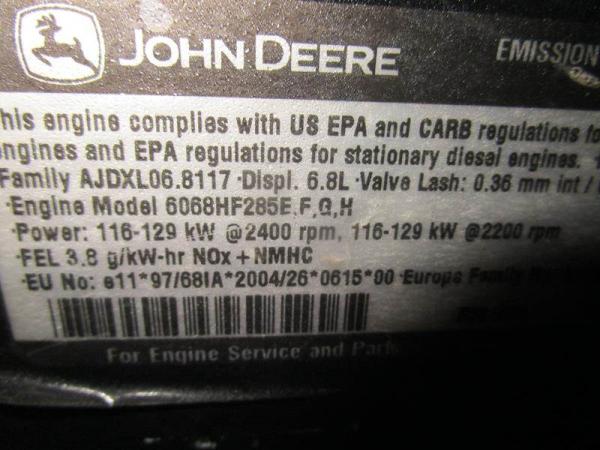 JOHN DEERE EMISSION
his engine complies with US EPA and CARB regulations fo
engines and EPA regulations for stationary diesel engines.
Family AJDXL06.8117 · Displ. 6.8L · Valve Lash: 0.36 mm int /
Engine Model 6068HF285E,F,G,H
Power: 116-129 kW @2400 rpm, 116-129 kW @2200 rpm
FEL 3.8 g/kW-hr NOx + NMHC
EU No: e11*97/68IA*2004/26*0615*00 · Europe Family
For Engine Service and Parts